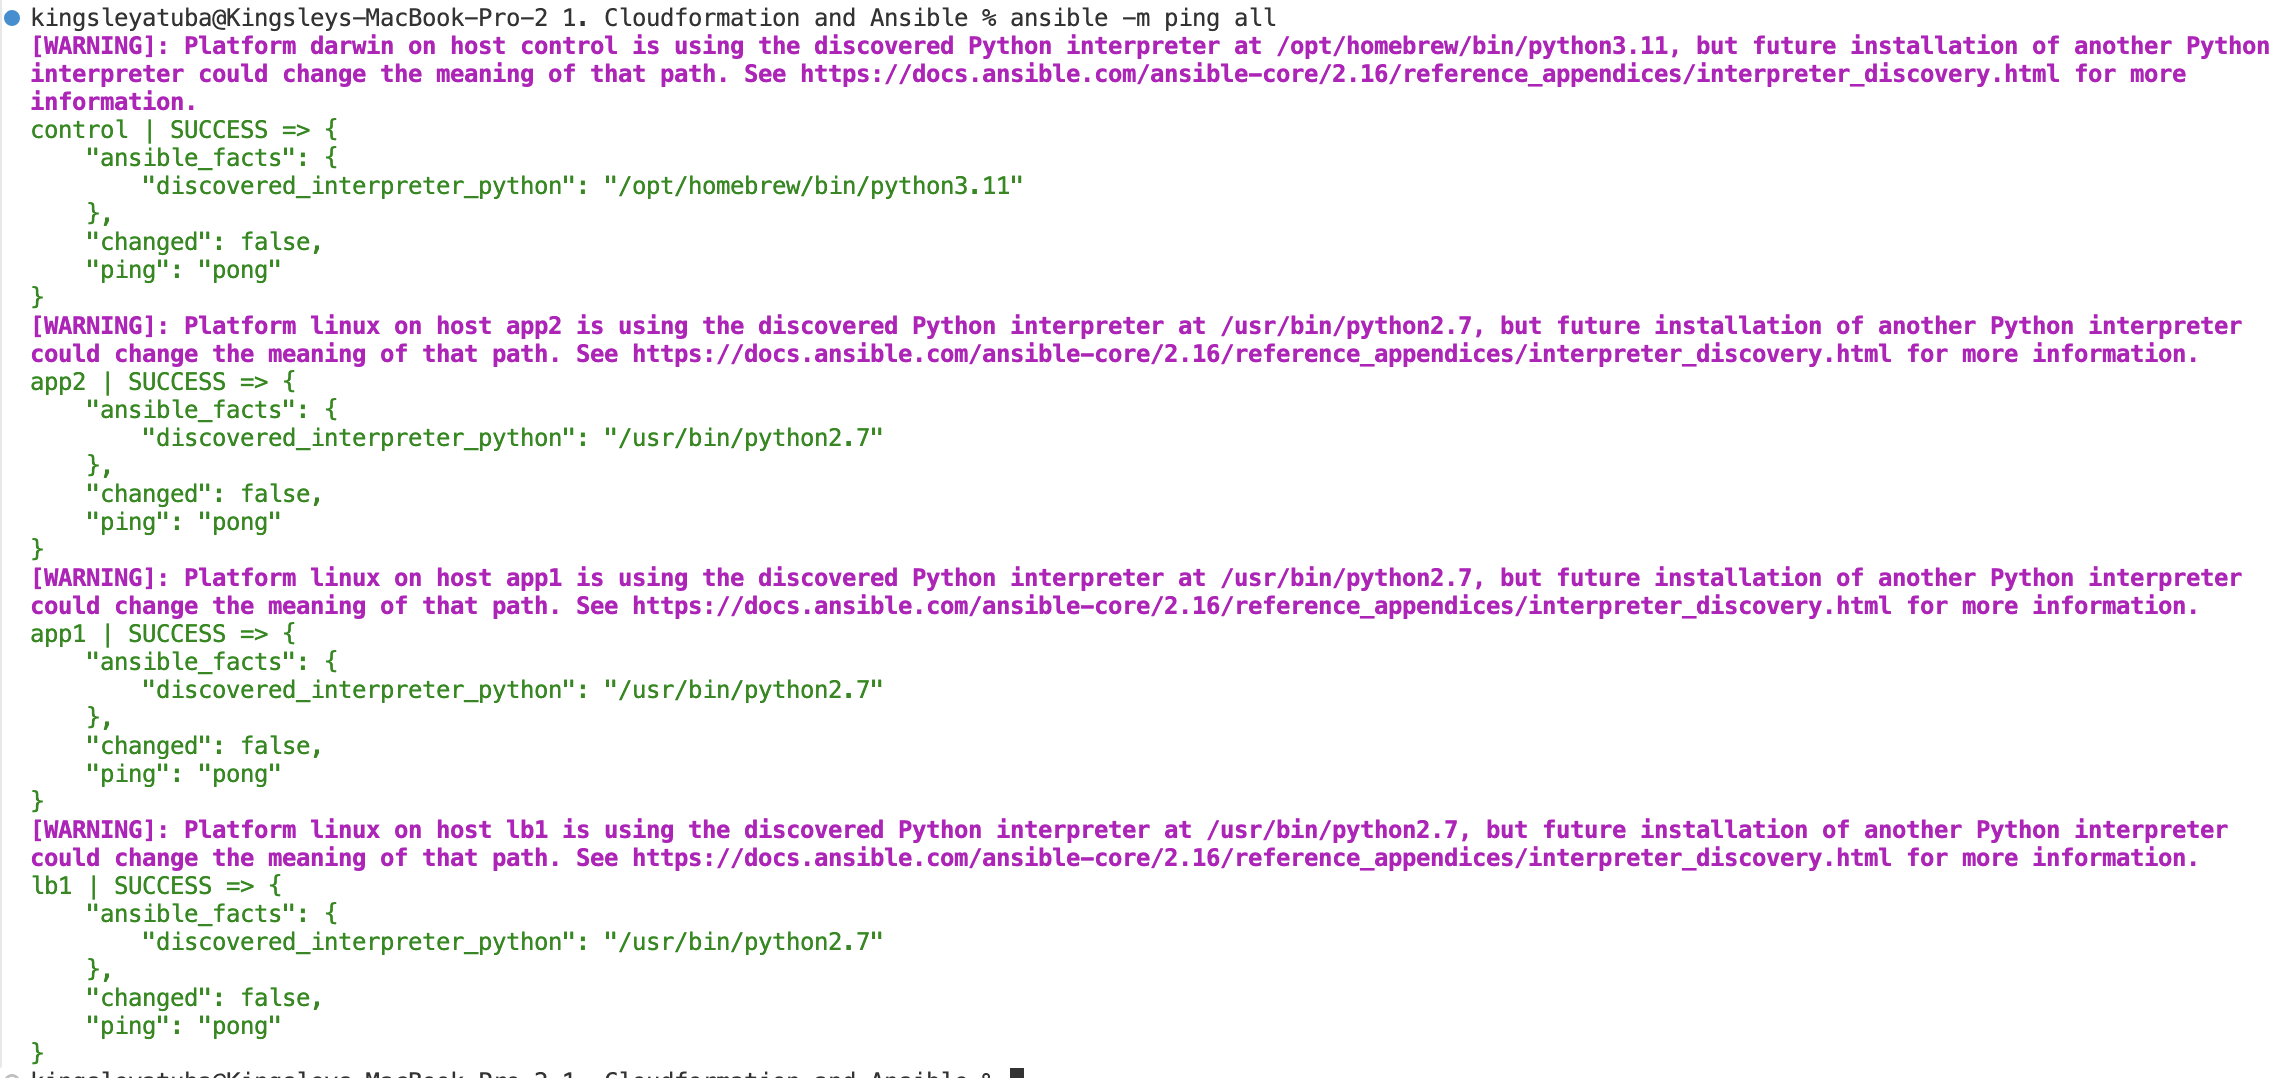 kingsleyatuba@Kingsleys-MacBook-Pro-2 1. Cloudformation and Ansible % ansible -m ping all
[WARNING]: Platform darwin on host control is using the discovered Python interpreter at /opt/homebrew/bin/python3.11, but future installation of another Python
interpreter could change the meaning of that path. See https://docs.ansible.com/ansible-core/2.16/reference_appendices/interpreter_discovery.html for more
information.
control | SUCCESS => {
    "ansible_facts": {
        "discovered_interpreter_python": "/opt/homebrew/bin/python3.11"
    },
    "changed": false,
    "ping": "pong"
}
[WARNING]: Platform linux on host app2 is using the discovered Python interpreter at /usr/bin/python2.7, but future installation of another Python interpreter
could change the meaning of that path. See https://docs.ansible.com/ansible-core/2.16/reference_appendices/interpreter_discovery.html for more information.
app2 | SUCCESS => {
    "ansible_facts": {
        "discovered_interpreter_python": "/usr/bin/python2.7"
    },
    "changed": false,
    "ping": "pong"
}
[WARNING]: Platform linux on host app1 is using the discovered Python interpreter at /usr/bin/python2.7, but future installation of another Python interpreter
could change the meaning of that path. See https://docs.ansible.com/ansible-core/2.16/reference_appendices/interpreter_discovery.html for more information.
app1 | SUCCESS => {
    "ansible_facts": {
        "discovered_interpreter_python": "/usr/bin/python2.7"
    },
    "changed": false,
    "ping": "pong"
}
[WARNING]: Platform linux on host lb1 is using the discovered Python interpreter at /usr/bin/python2.7, but future installation of another Python interpreter
could change the meaning of that path. See https://docs.ansible.com/ansible-core/2.16/reference_appendices/interpreter_discovery.html for more information.
lb1 | SUCCESS => {
    "ansible_facts": {
        "discovered_interpreter_python": "/usr/bin/python2.7"
    },
    "changed": false,
    "ping": "pong"
}
kingsleyatuba@Kingsleys-MacBook-Pro-2 1. Cloudformation and Ansible %